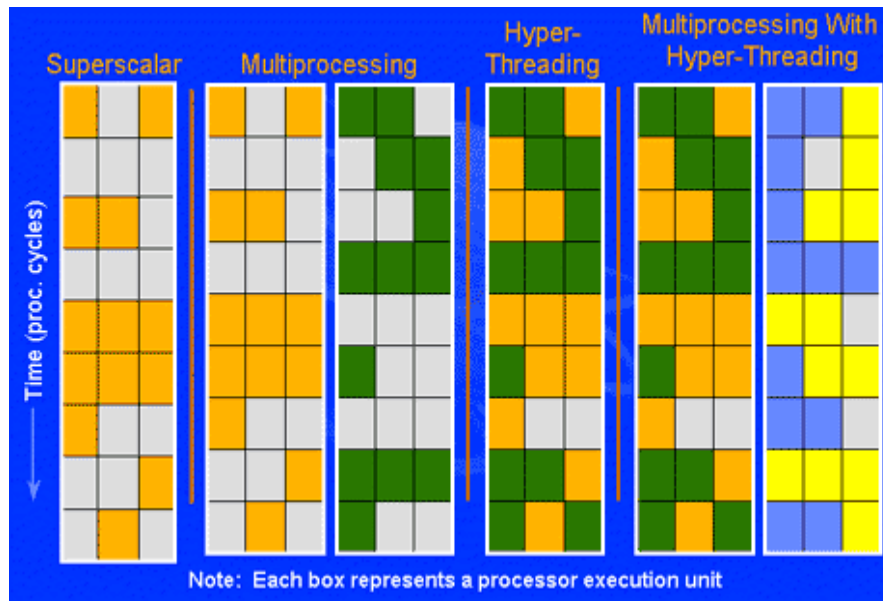 Superscalar
Multiprocessing
Hyper-
Threading
Multiprocessing With
Hyper-Threading
Time (proc. cycles)
Note: Each box represents a processor execution unit